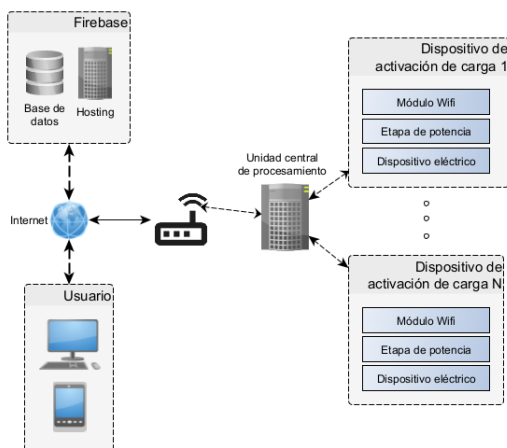 Firebase
Base de
datos
Hosting
Internet
Usuario
Unidad central
de procesamiento
Dispositivo de
activación de carga 1
Módulo Wifi
Etapa de potencia
Dispositivo eléctrico
Dispositivo de
activación de carga N
Módulo Wifi
Etapa de potencia
Dispositivo eléctrico